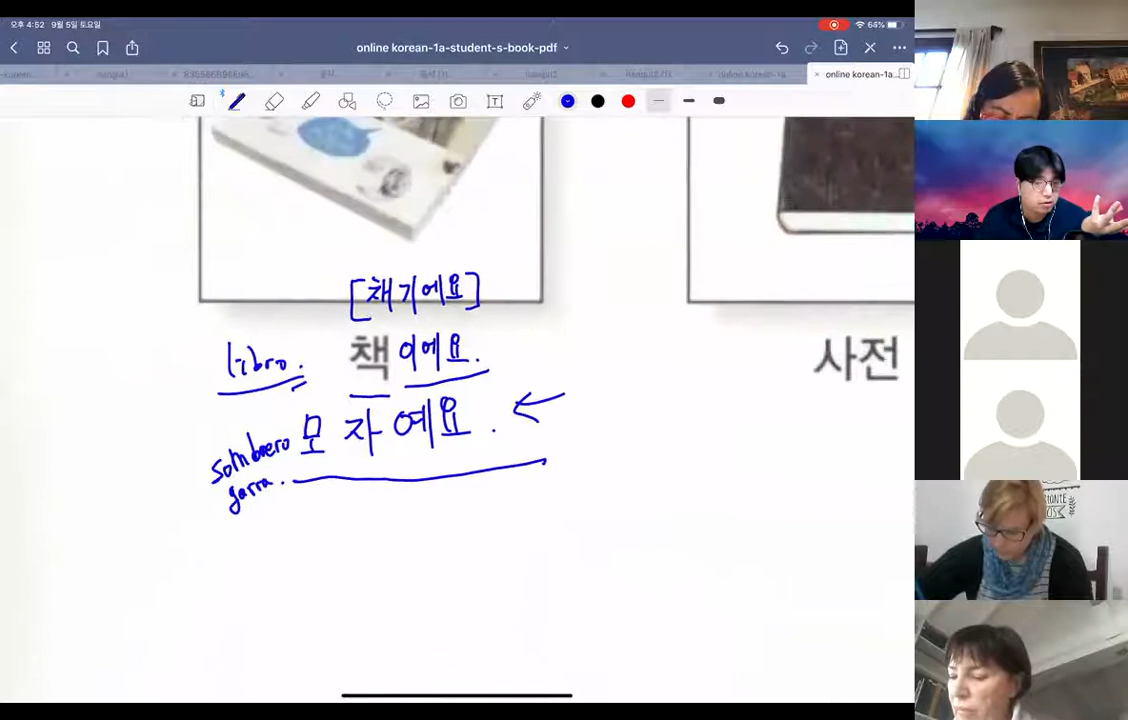 오후 4:52 9월 5일 토요일
64%
online korean-1a-student-s-book-pdf
online korean-1a...
[채기에요]
libro. 책 이에요.
사전
sombrero 모자예요.
gorra.